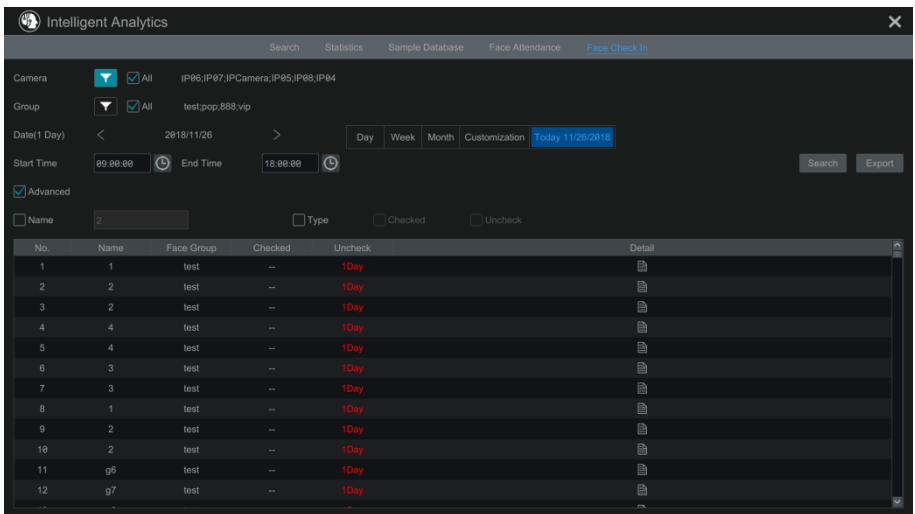 Intelligent Analytics
Search Statistics Sample Database Face Attendance Face Check In
Camera All IP06;IP07;IPCamera;IP05;IP08;IP04
Group All test;pop;888;vip
Date(1 Day) < 2018/11/26 > Day Week Month Customization Today 11/26/2018
Start Time 09:00:00 End Time 18:00:00 Search Export
Advanced
Name 2 Type Checked Uncheck
No. Name Face Group Checked Uncheck Detail
1 1 test -- 1Day
2 2 test -- 1Day
3 2 test -- 1Day
4 4 test -- 1Day
5 4 test -- 1Day
6 3 test -- 1Day
7 3 test -- 1Day
8 1 test -- 1Day
9 2 test -- 1Day
10 2 test -- 1Day
11 g6 test -- 1Day
12 g7 test -- 1Day